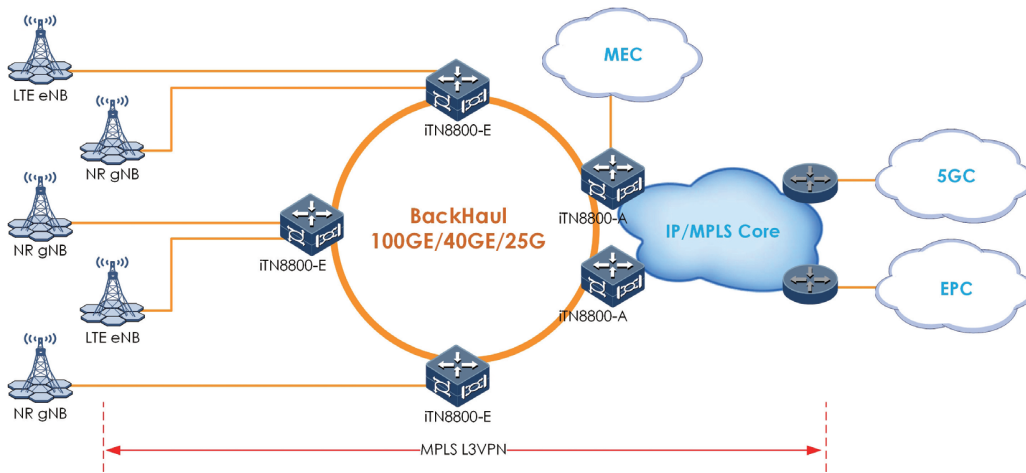 MEC
LTE eNB
iTN8800-E
NR gNB
5GC
NR gNB
iTN8800-A
BackHaul
100GE/40GE/25G
IP/MPLS Core
iTN8800-E
EPC
iTN8800-A
LTE eNB
NR gNB
iTN8800-E
MPLS L3VPN